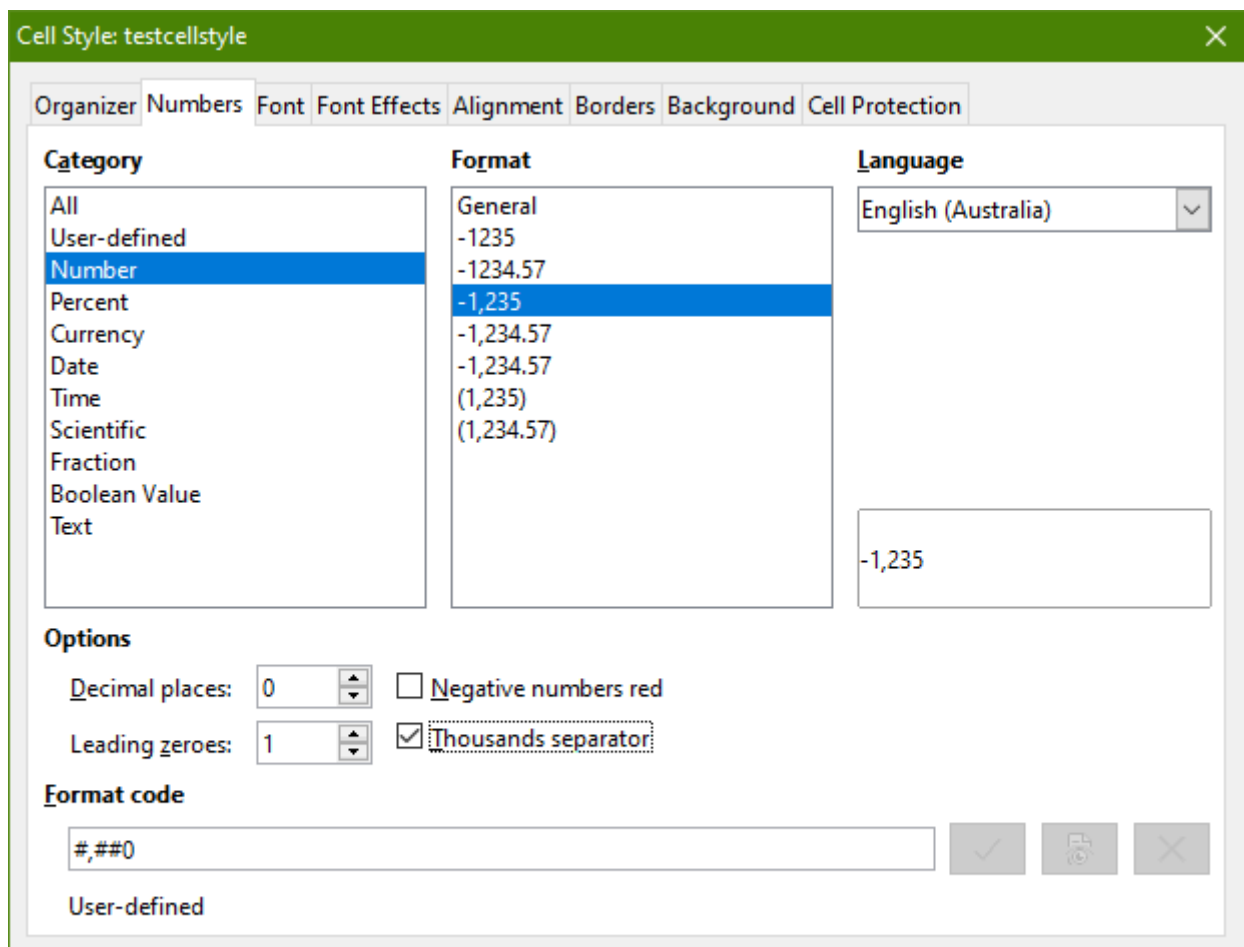 Cell Style: testcellstyle
Organizer Numbers Font Font Effects Alignment Borders Background Cell Protection
Category
All
User-defined
Number
Percent
Currency
Date
Time
Scientific
Fraction
Boolean Value
Text
Format
General
-1235
-1234.57
-1,235
-1,234.57
-1,234.57
(1,235)
(1,234.57)
Language
English (Australia)
-1,235
Options
Decimal places: 0
Negative numbers red
Leading zeroes: 1
Thousands separator
Format code
#,##0
User-defined